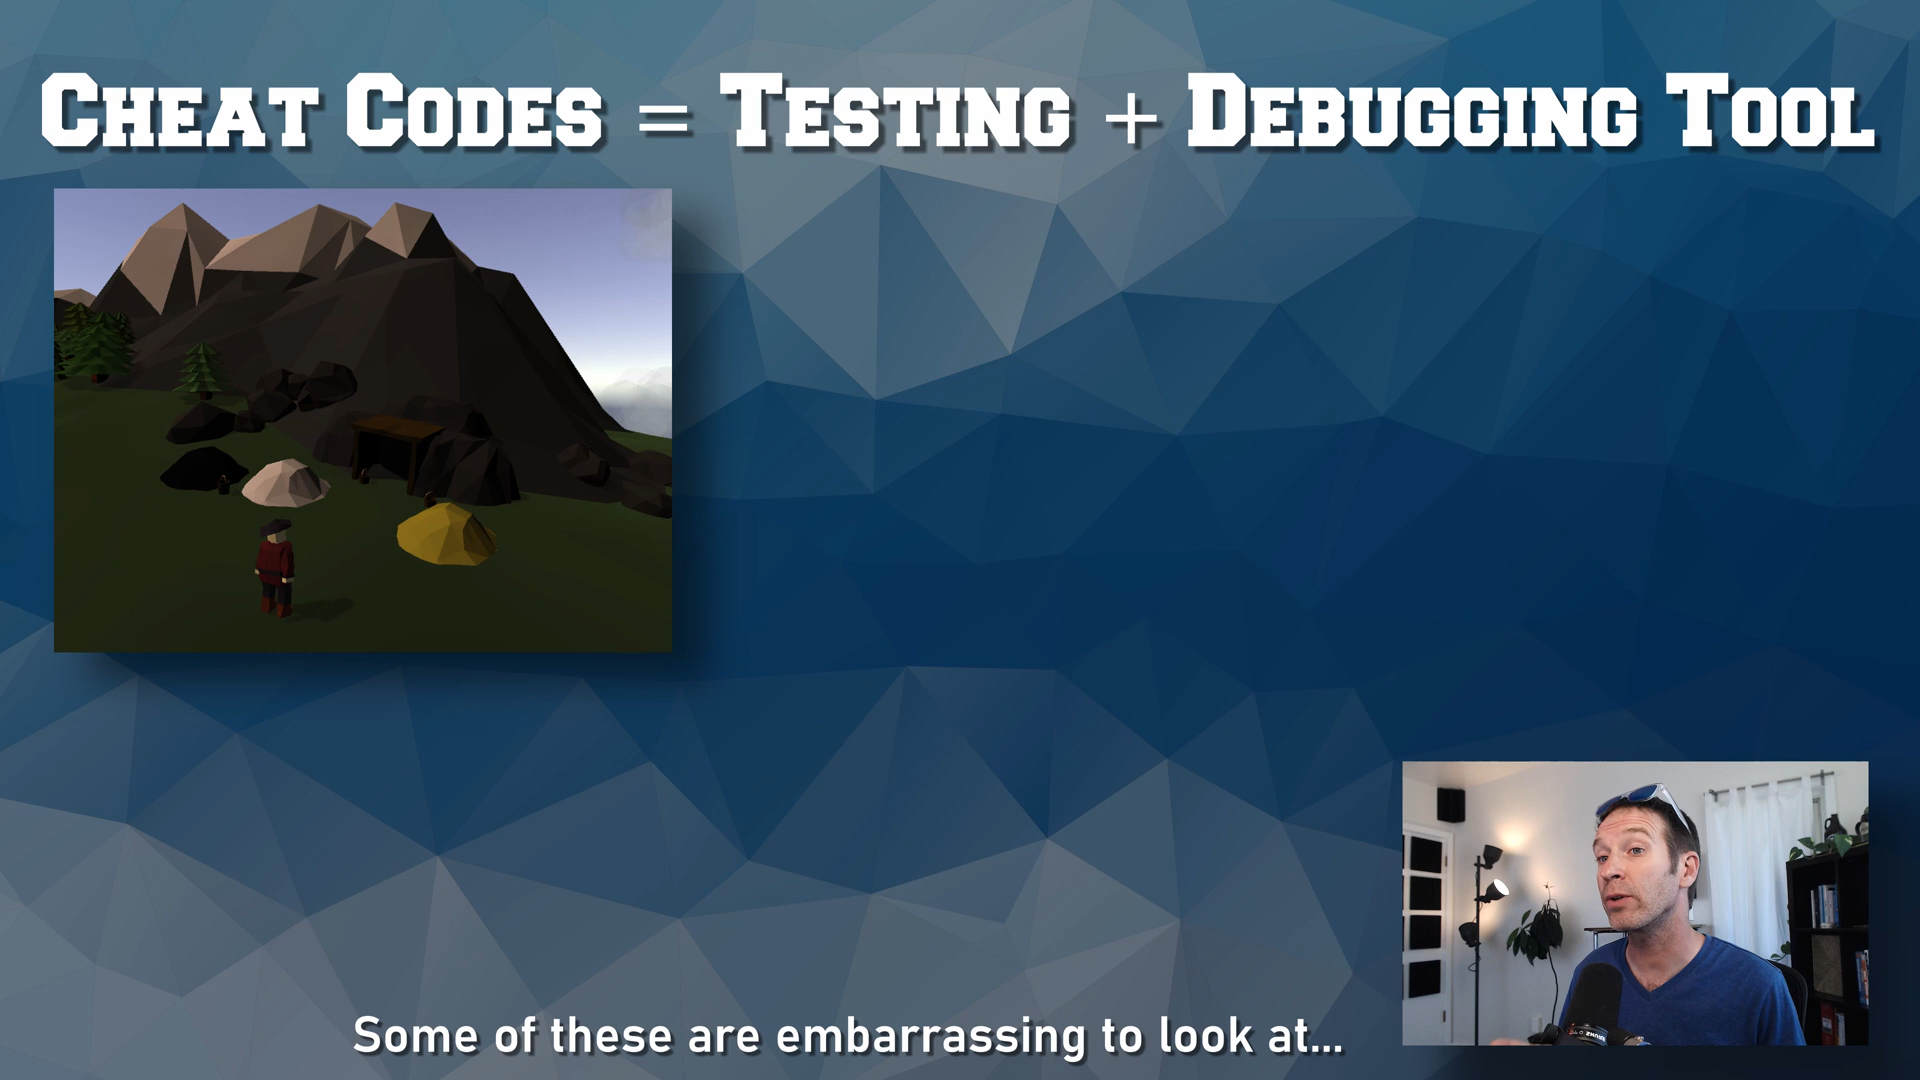 Cheat Codes = Testing + Debugging Tool
Some of these are embarrassing to look at...